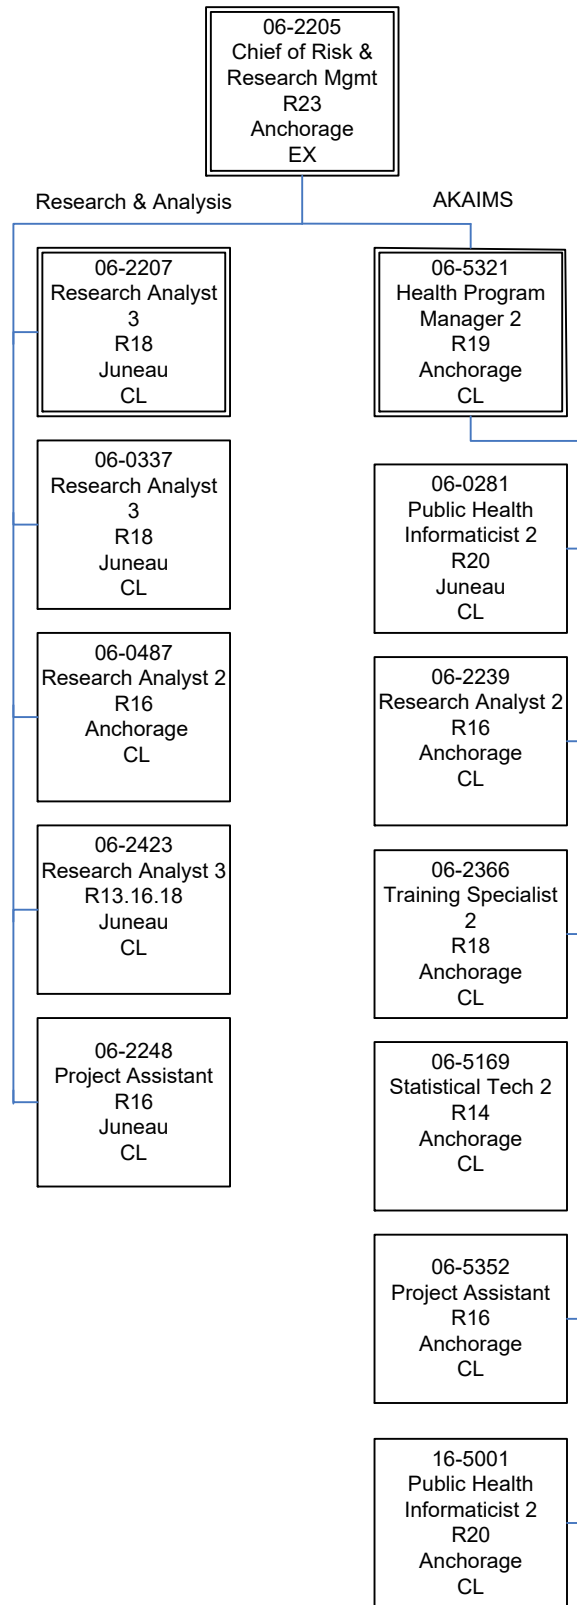 06-2205
Chief of Risk &
Research Mgmt
R23
Anchorage
EX
Research & Analysis
AKAIMS
06-2207
Research Analyst
3
R18
Juneau
CL
06-0337
Research Analyst
3
R18
Juneau
CL
06-0487
Research Analyst 2
R16
Anchorage
CL
06-2423
Research Analyst 3
R13.16.18
Juneau
CL
06-2248
Project Assistant
R16
Juneau
CL
06-5321
Health Program
Manager 2
R19
Anchorage
CL
06-0281
Public Health
Informaticist 2
R20
Juneau
CL
06-2239
Research Analyst 2
R16
Anchorage
CL
06-2366
Training Specialist
2
R18
Anchorage
CL
06-5169
Statistical Tech 2
R14
Anchorage
CL
06-5352
Project Assistant
R16
Anchorage
CL
16-5001
Public Health
Informaticist 2
R20
Anchorage
CL